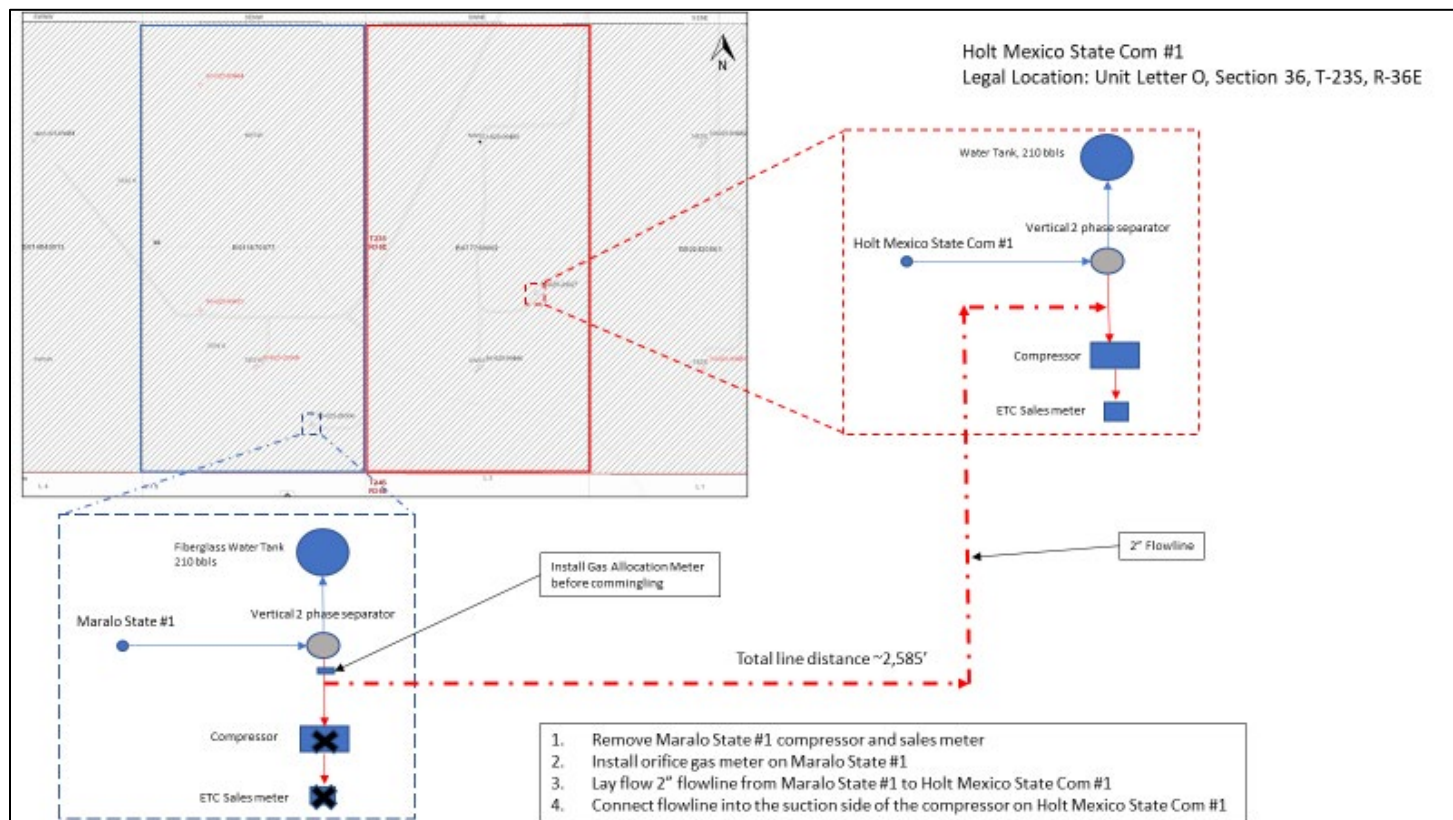 N
Holt Mexico State Com #1
Legal Location: Unit Letter O, Section 36, T-23S, R-36E
Water Tank, 210 bbls
Vertical 2 phase separator
Holt Mexico State Com #1
Compressor
ETC Sales meter
Fiberglass Water Tank
210 bbls
Install Gas Allocation Meter
before commingling
2" Flowline
Vertical 2 phase separator
Maralo State #1
Total line distance ~2,585'
Compressor
ETC Sales meter
1. Remove Maralo State #1 compressor and sales meter
2. Install orifice gas meter on Maralo State #1
3. Lay flow 2" flowline from Maralo State #1 to Holt Mexico State Com #1
4. Connect flowline into the suction side of the compressor on Holt Mexico State Com #1